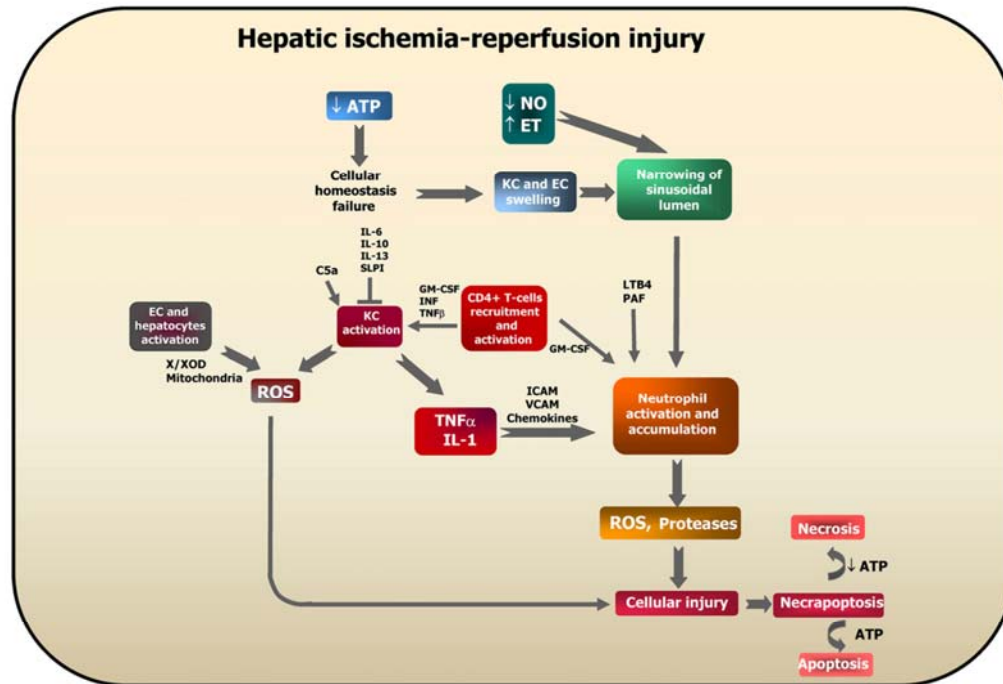 Hepatic ischemia-reperfusion injury
↓ ATP
↓ NO
↑ ET
Cellular
homeostasis
failure
KC and EC
swelling
Narrowing of
sinusoidal
lumen
IL-6
IL-10
IL-13
SLPI
C5a
GM-CSF
INF
TNFβ
CD4+ T-cells
recruitment
and
activation
LTB4
PAF
EC and
hepatocytes
activation
KC
activation
GM-CSF
X/XOD
Mitochondria
ROS
ICAM
VCAM
Chemokines
TNFα
IL-1
Neutrophil
activation and
accumulation
ROS, Proteases
Necrosis
↓ ATP
Cellular injury
Necrapoptosis
ATP
Apoptosis